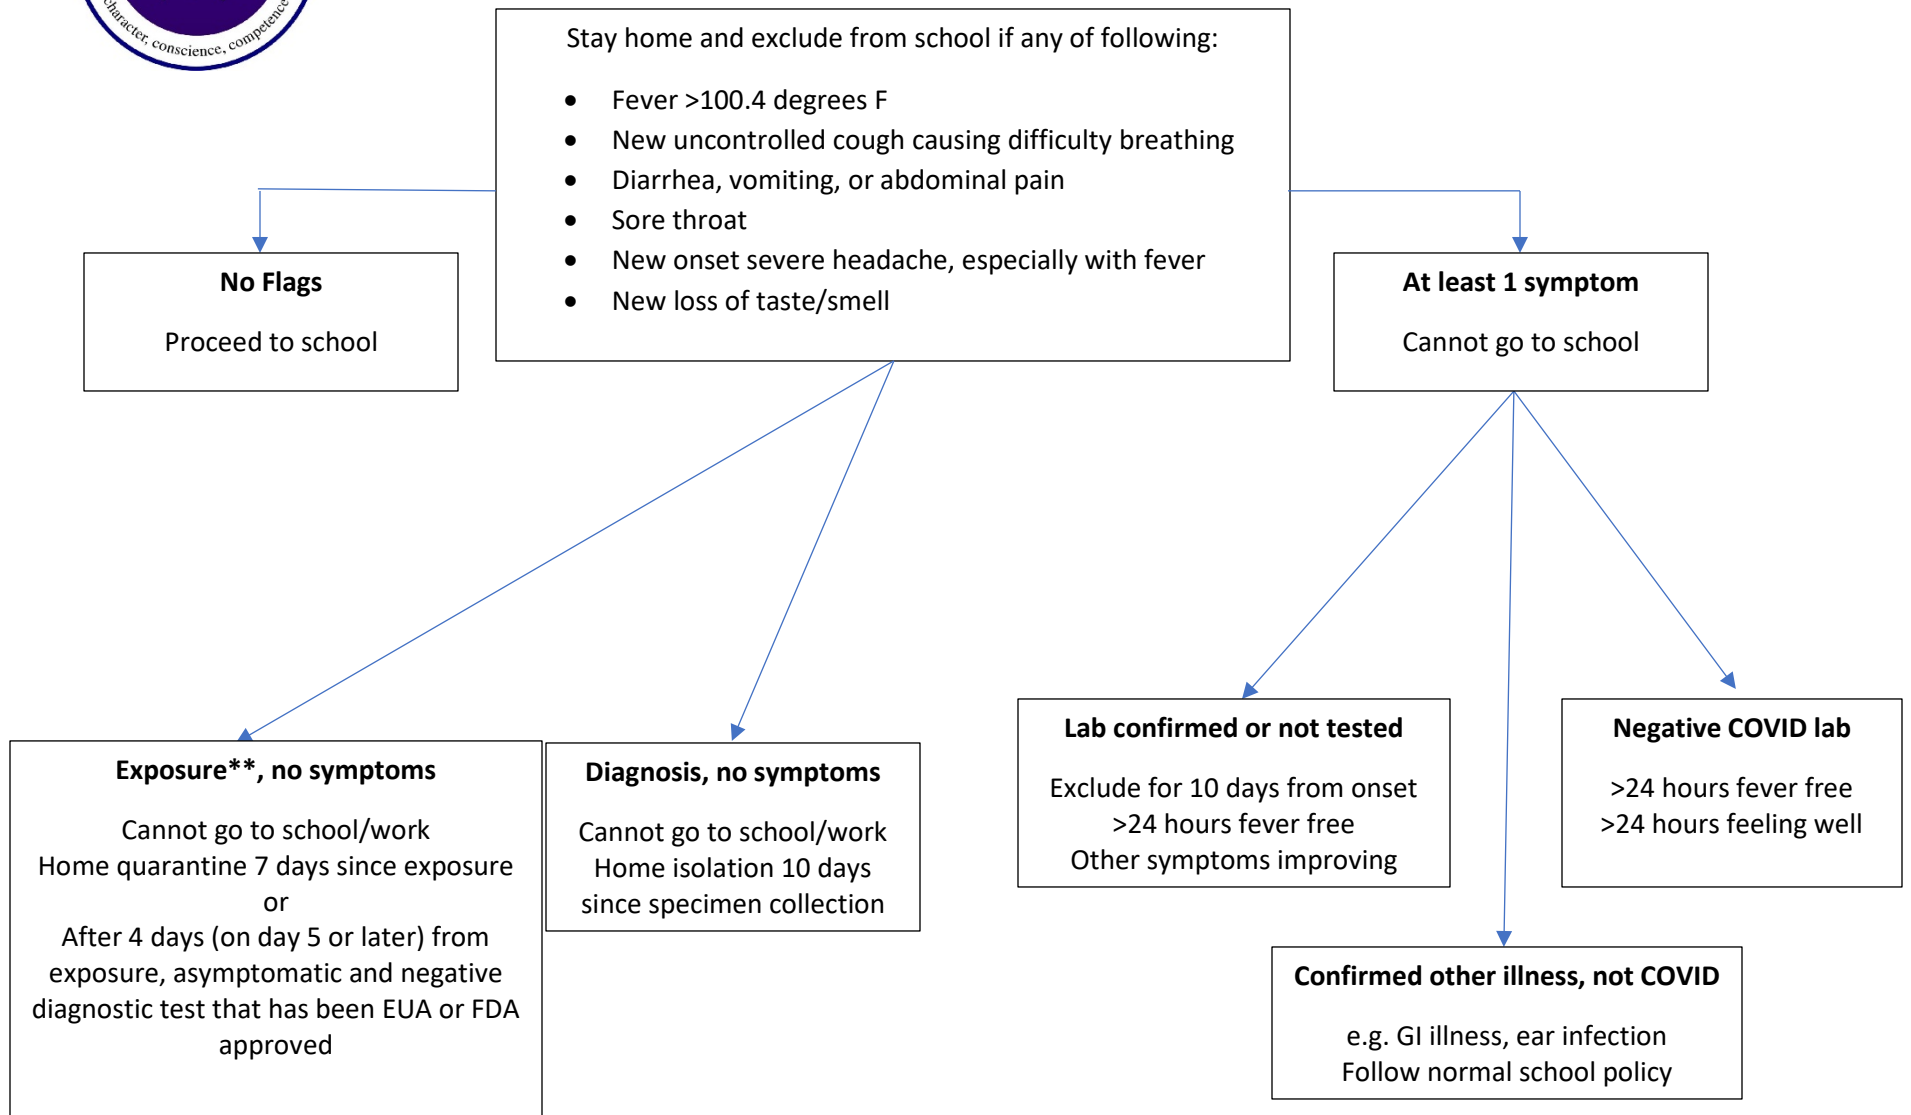 character, conscience, competence
Stay home and exclude from school if any of following:
• Fever >100.4 degrees F
• New uncontrolled cough causing difficulty breathing
• Diarrhea, vomiting, or abdominal pain
• Sore throat
• New onset severe headache, especially with fever
• New loss of taste/smell
No Flags
Proceed to school
At least 1 symptom
Cannot go to school
Exposure**, no symptoms
Cannot go to school/work
Home quarantine 7 days since exposure
or
After 4 days (on day 5 or later) from
exposure, asymptomatic and negative
diagnostic test that has been EUA or FDA
approved
Diagnosis, no symptoms
Cannot go to school/work
Home isolation 10 days
since specimen collection
Lab confirmed or not tested
Exclude for 10 days from onset
>24 hours fever free
Other symptoms improving
Negative COVID lab
>24 hours fever free
>24 hours feeling well
Confirmed other illness, not COVID
e.g. GI illness, ear infection
Follow normal school policy